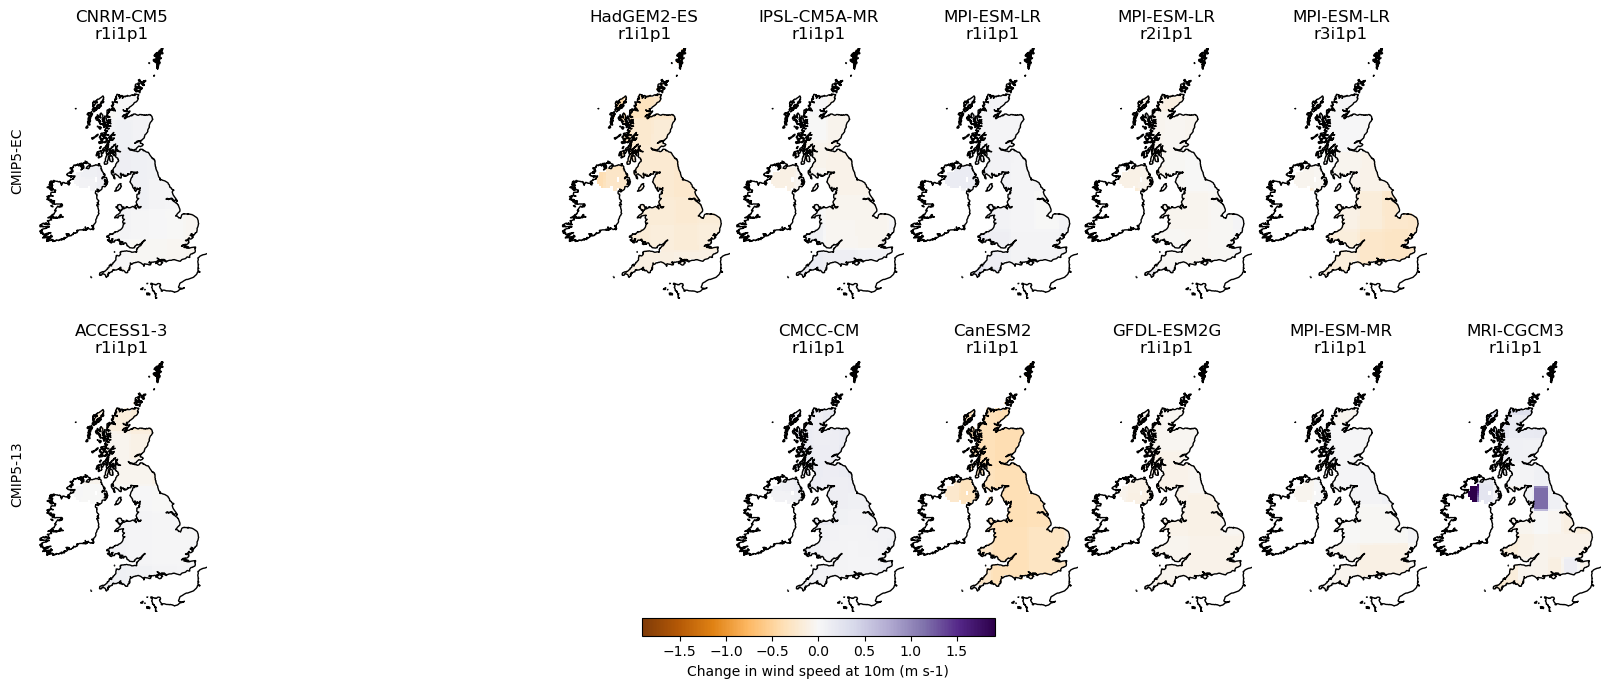 CNRM-CM5
r1i1p1
HadGEM2-ES
r1i1p1
IPSL-CM5A-MR
r1i1p1
MPI-ESM-LR
r1i1p1
MPI-ESM-LR
r2i1p1
MPI-ESM-LR
r3i1p1
CMIP5-EC
ACCESS1-3
r1i1p1
CMCC-CM
r1i1p1
CanESM2
r1i1p1
GFDL-ESM2G
r1i1p1
MPI-ESM-MR
r1i1p1
MRI-CGCM3
r1i1p1
CMIP5-13
−1.5 −1.0 −0.5 0.0 0.5 1.0 1.5
Change in wind speed at 10m (m s-1)